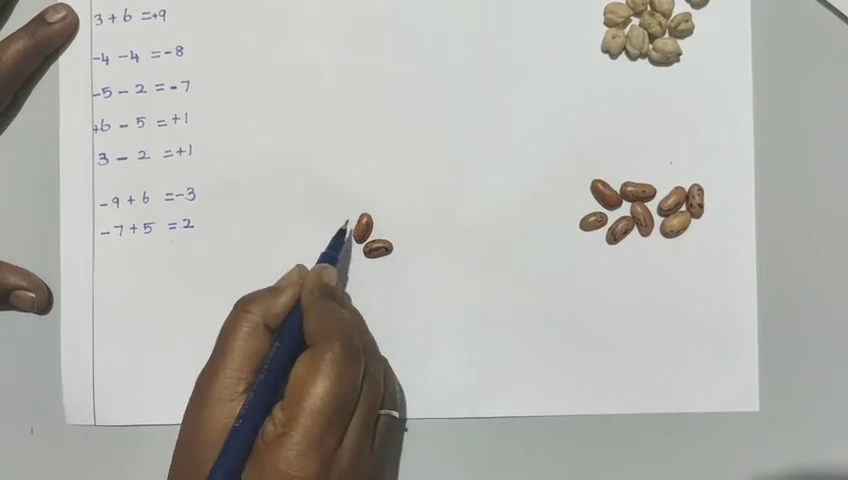 3 + 6 = +9
-4 - 4 = -8
-5 - 2 = -7
+6 - 5 = +1
3 - 2 = +1
-9 + 6 = -3
-7 + 5 = 2